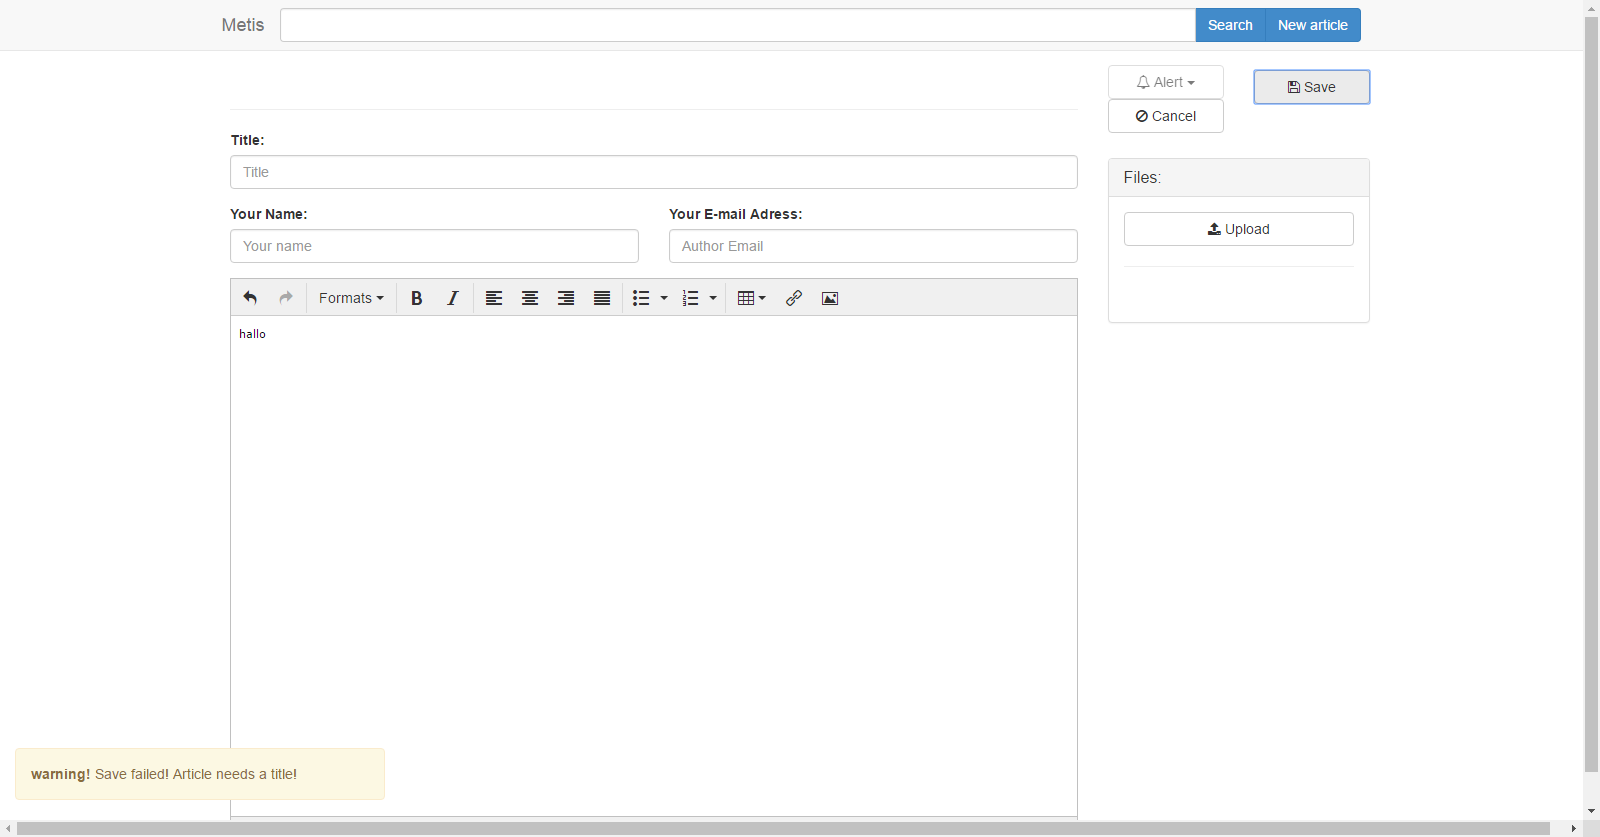 Metis
Search
New article
Alert
Save
Cancel
Title:
Title
Files:
Your Name:
Your E-mail Adress:
Your name
Author Email
Upload
Formats
hallo
warning! Save failed! Article needs a title!